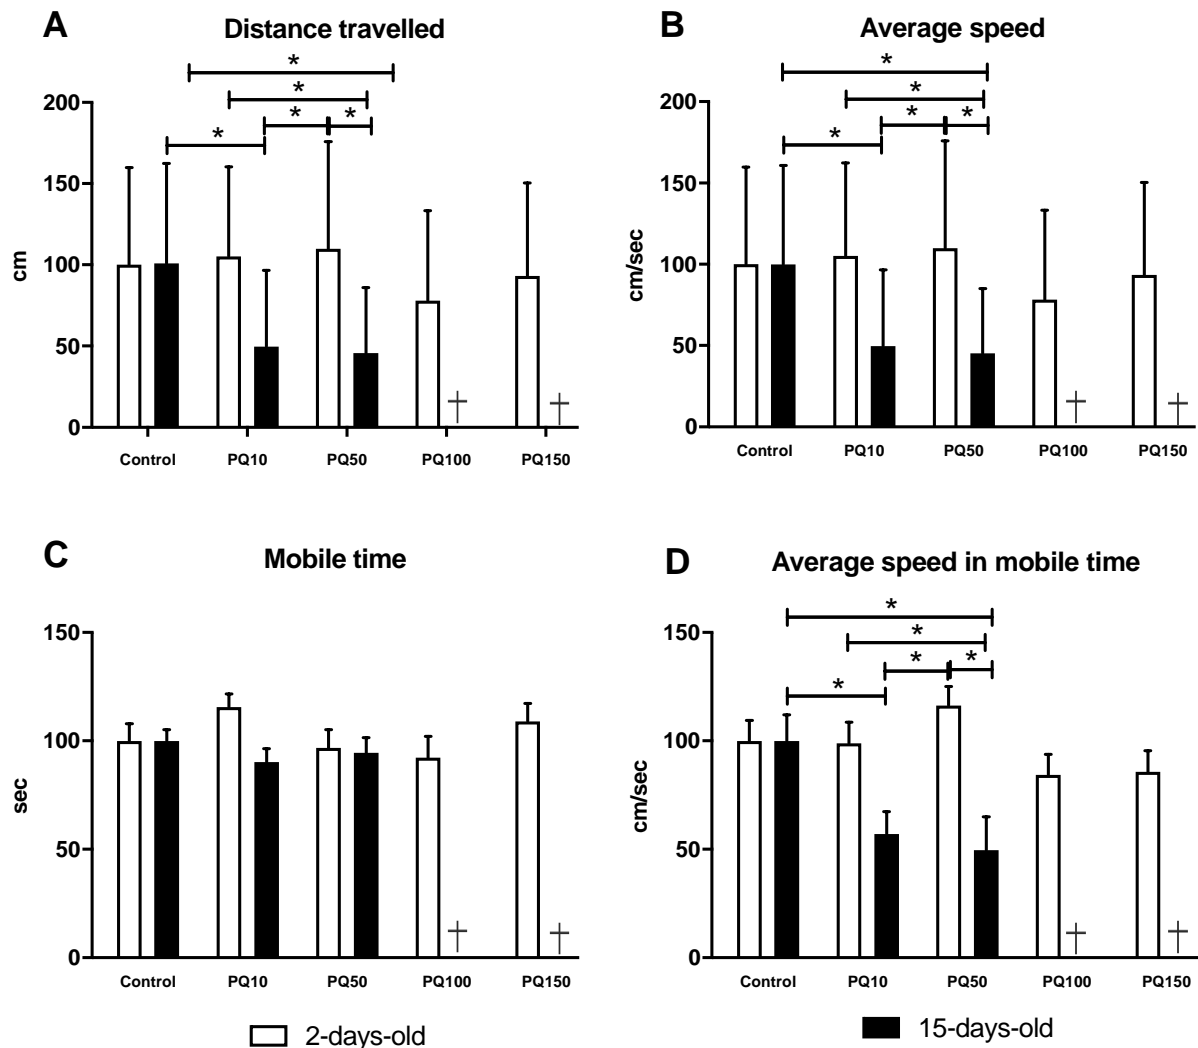 A
Distance travelled
*
*
* *
*
200
150
100
50
0
cm
Control PQ10 PQ50 PQ100 PQ150
†
†
B
Average speed
*
*
* *
*
200
150
100
50
0
cm/sec
Control PQ10 PQ50 PQ100 PQ150
†
†
C
Mobile time
150
100
50
0
sec
Control PQ10 PQ50 PQ100 PQ150
†
†
D
Average speed in mobile time
*
*
* *
*
150
100
50
0
cm/sec
Control PQ10 PQ50 PQ100 PQ150
†
†
2-days-old
15-days-old